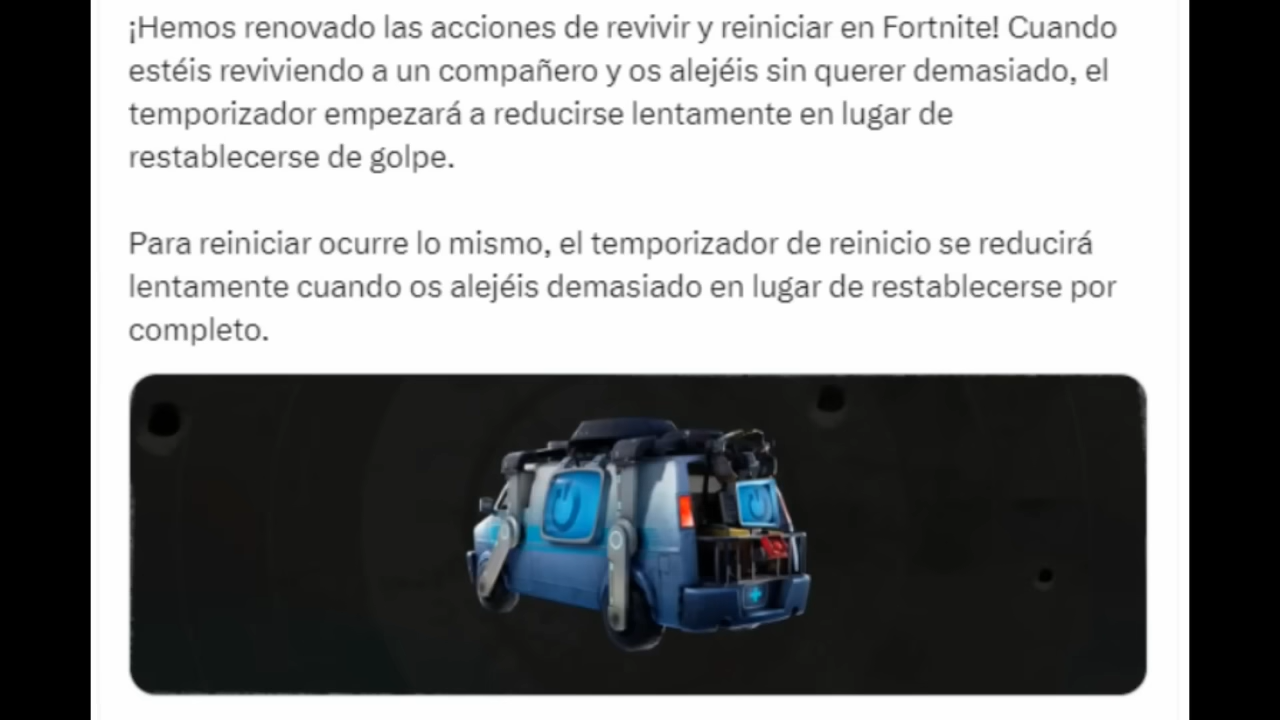 ¡Hemos renovado las acciones de revivir y reiniciar en Fortnite! Cuando
estéis reviviendo a un compañero y os alejéis sin querer demasiado, el
temporizador empezará a reducirse lentamente en lugar de
restablecerse de golpe.
Para reiniciar ocurre lo mismo, el temporizador de reinicio se reducirá
lentamente cuando os alejéis demasiado en lugar de restablecerse por
completo.